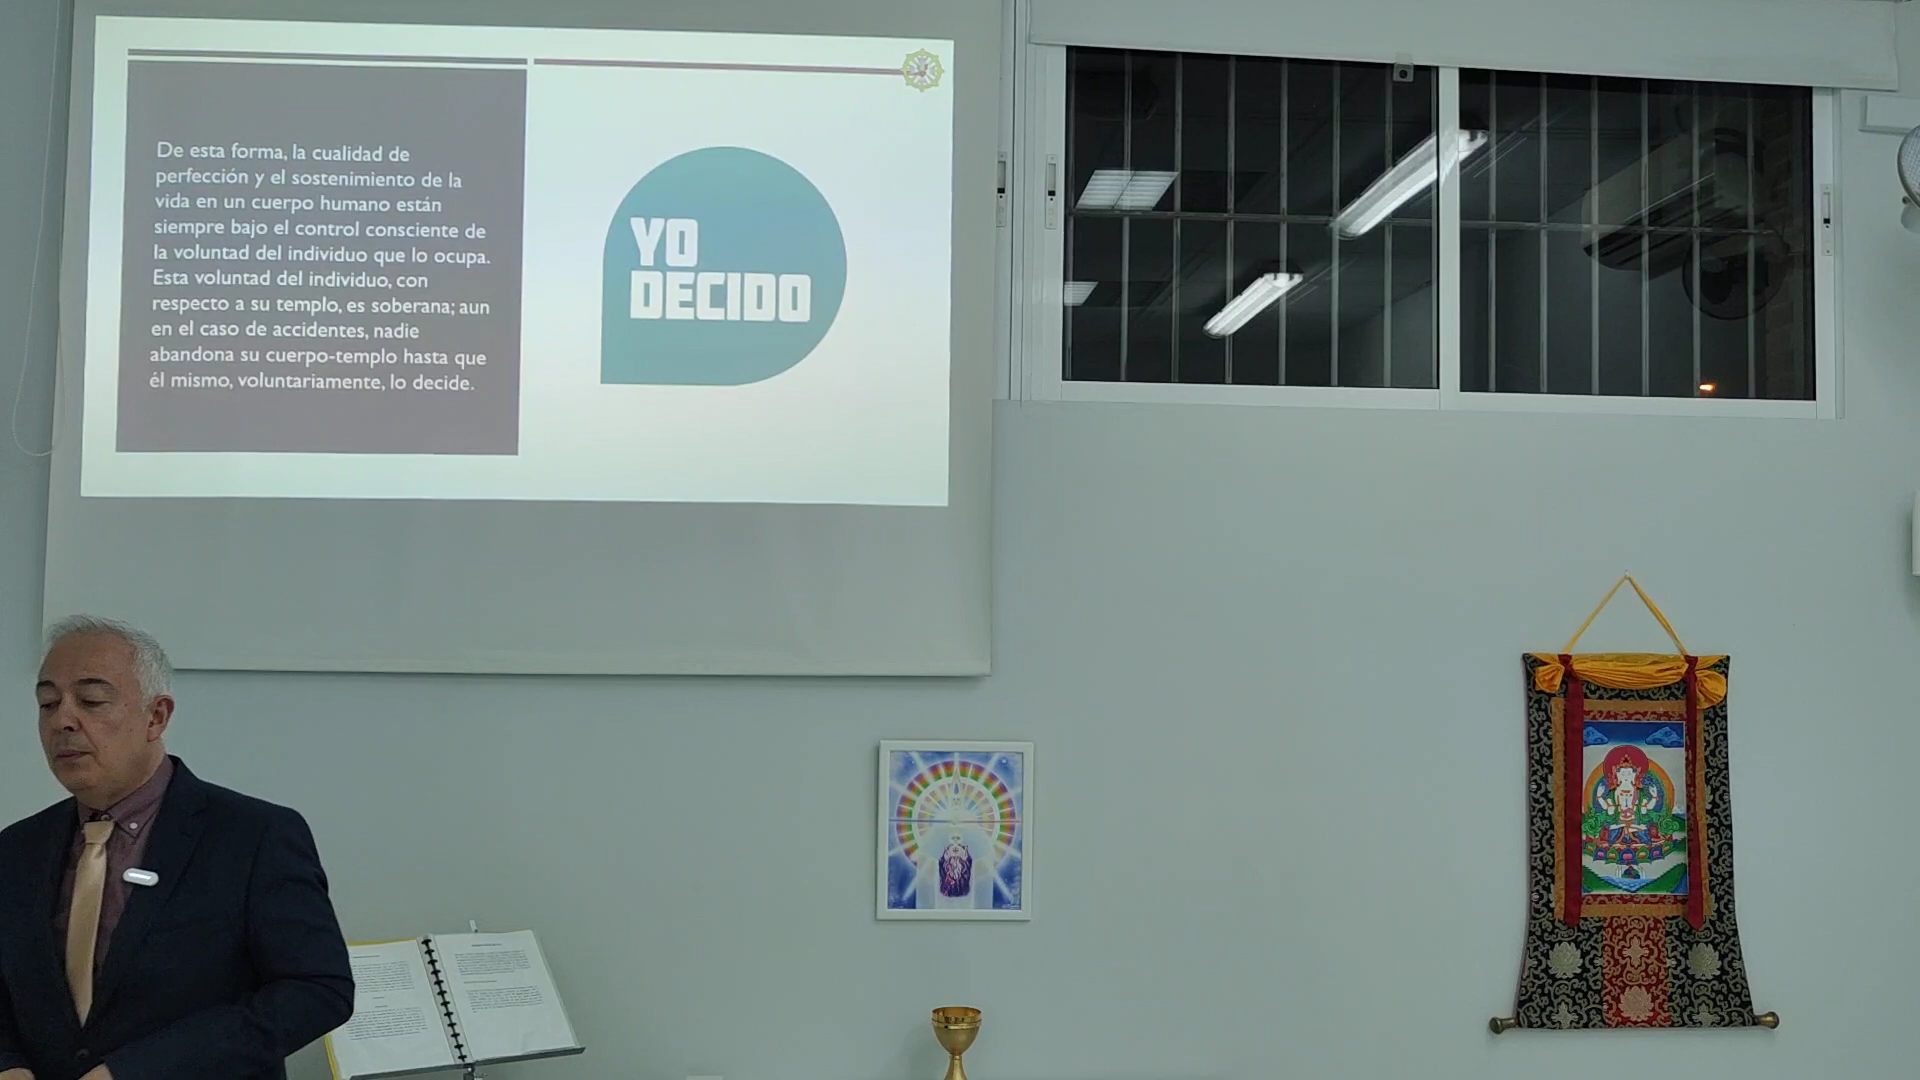 De esta forma, la cualidad de
perfección y el sostenimiento de la
vida en un cuerpo humano están
siempre bajo el control consciente de
la voluntad del individuo que lo ocupa.
Esta voluntad del individuo, con
respecto a su templo, es soberana; aun
en el caso de accidentes, nadie
abandona su cuerpo-templo hasta que
él mismo, voluntariamente, lo decide.
YO
DECIDO